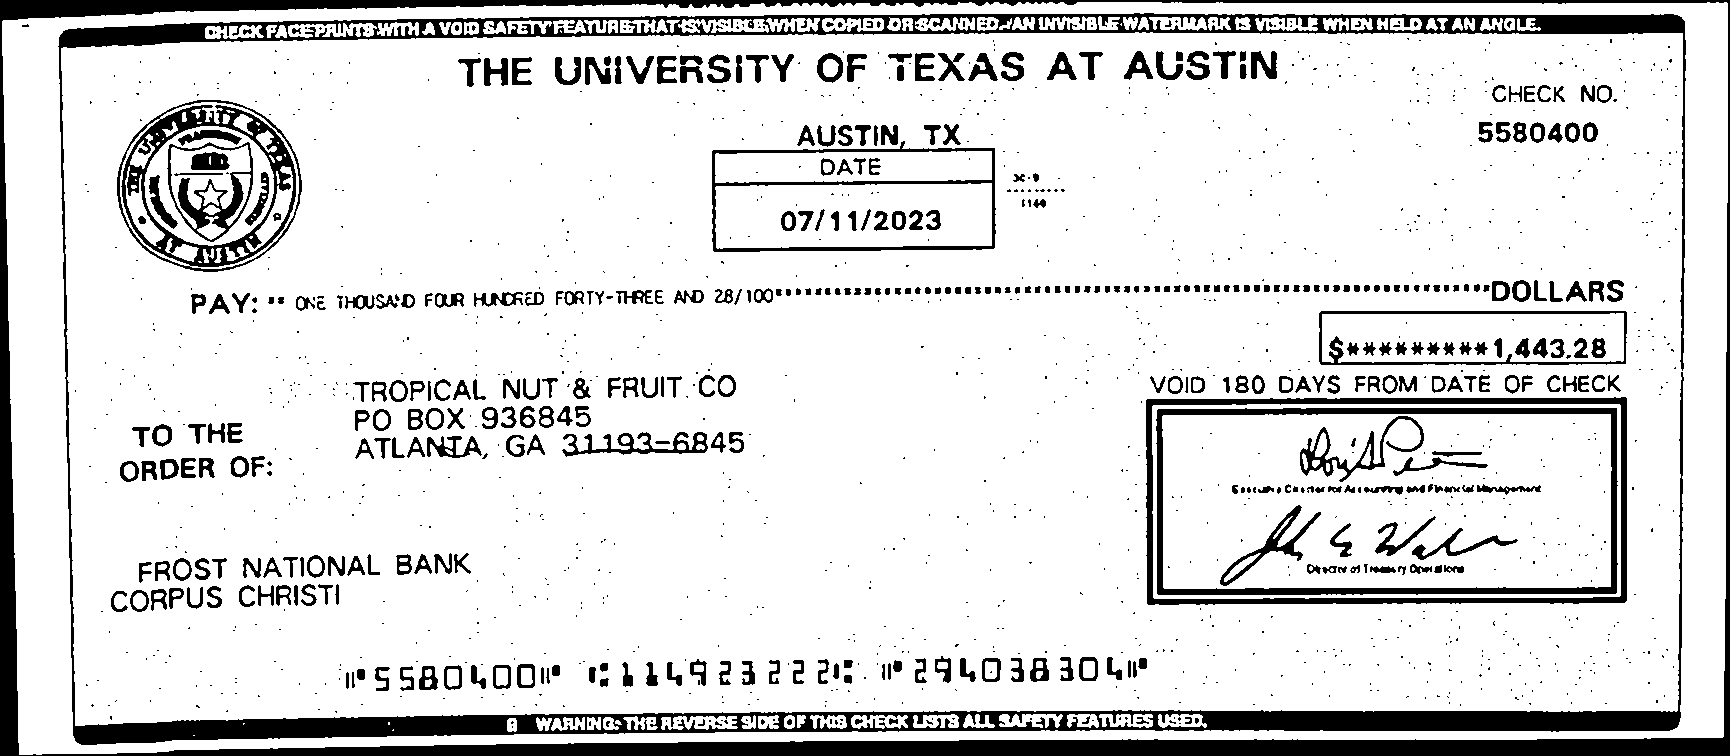 CHECK FACE PRINTS WITH A VOID SAFETY FEATURE THAT IS VISIBLE WHEN COPIED OR SCANNED - AN INVISIBLE WATERMARK IS VISIBLE WHEN HELD AT AN ANGLE.
THE UNIVERSITY OF TEXAS AT AUSTIN
CHECK NO.
5580400
THE UNIVERSITY OF TEXAS
AT AUSTIN
AUSTIN, TX
DATE
07/11/2023
1140
PAY: ** ONE THOUSAND FOUR HUNDRED FORTY-THREE AND 28/100 DOLLARS
$*********1,443.28
VOID 180 DAYS FROM DATE OF CHECK
TO THE
ORDER OF:
TROPICAL NUT & FRUIT CO
PO BOX 936845
ATLANTA, GA 31193-6845
Executive Director for Accounting and Financial Management
Director of Treasury Operations
FROST NATIONAL BANK
CORPUS CHRISTI
⑈5580400⑈ ⑆114923222⑆ ⑈294038304⑈
WARNING: THE REVERSE SIDE OF THIS CHECK LISTS ALL SAFETY FEATURES USED.